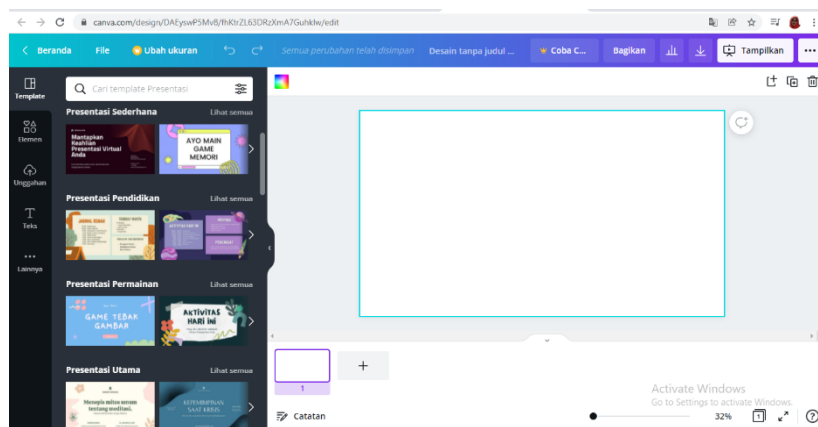 canva.com/design/DAEyswP5Mv8/fhKtrZL63DRzXmA7GuhkIw/edit
Beranda File Ubah ukuran Semua perubahan telah disimpan Desain tanpa judul ... Coba C... Bagikan Tampilkan
Template
Elemen
Unggahan
Teks
Lainnya
Cari template Presentasi
Presentasi Sederhana Lihat semua
Mantapkan
Keahlian
Presentasi Virtual
Anda
AYO MAIN
GAME
MEMORI
Presentasi Pendidikan Lihat semua
Presentasi Permainan Lihat semua
GAME TEBAK
GAMBAR
AKTIVITAS
HARI INI
Presentasi Utama Lihat semua
Menepis mitos umum
tentang meditasi.
KEPEMIMPINAN
SAAT KRISIS
1
Catatan
Activate Windows
Go to Settings to activate Windows.
32% 1